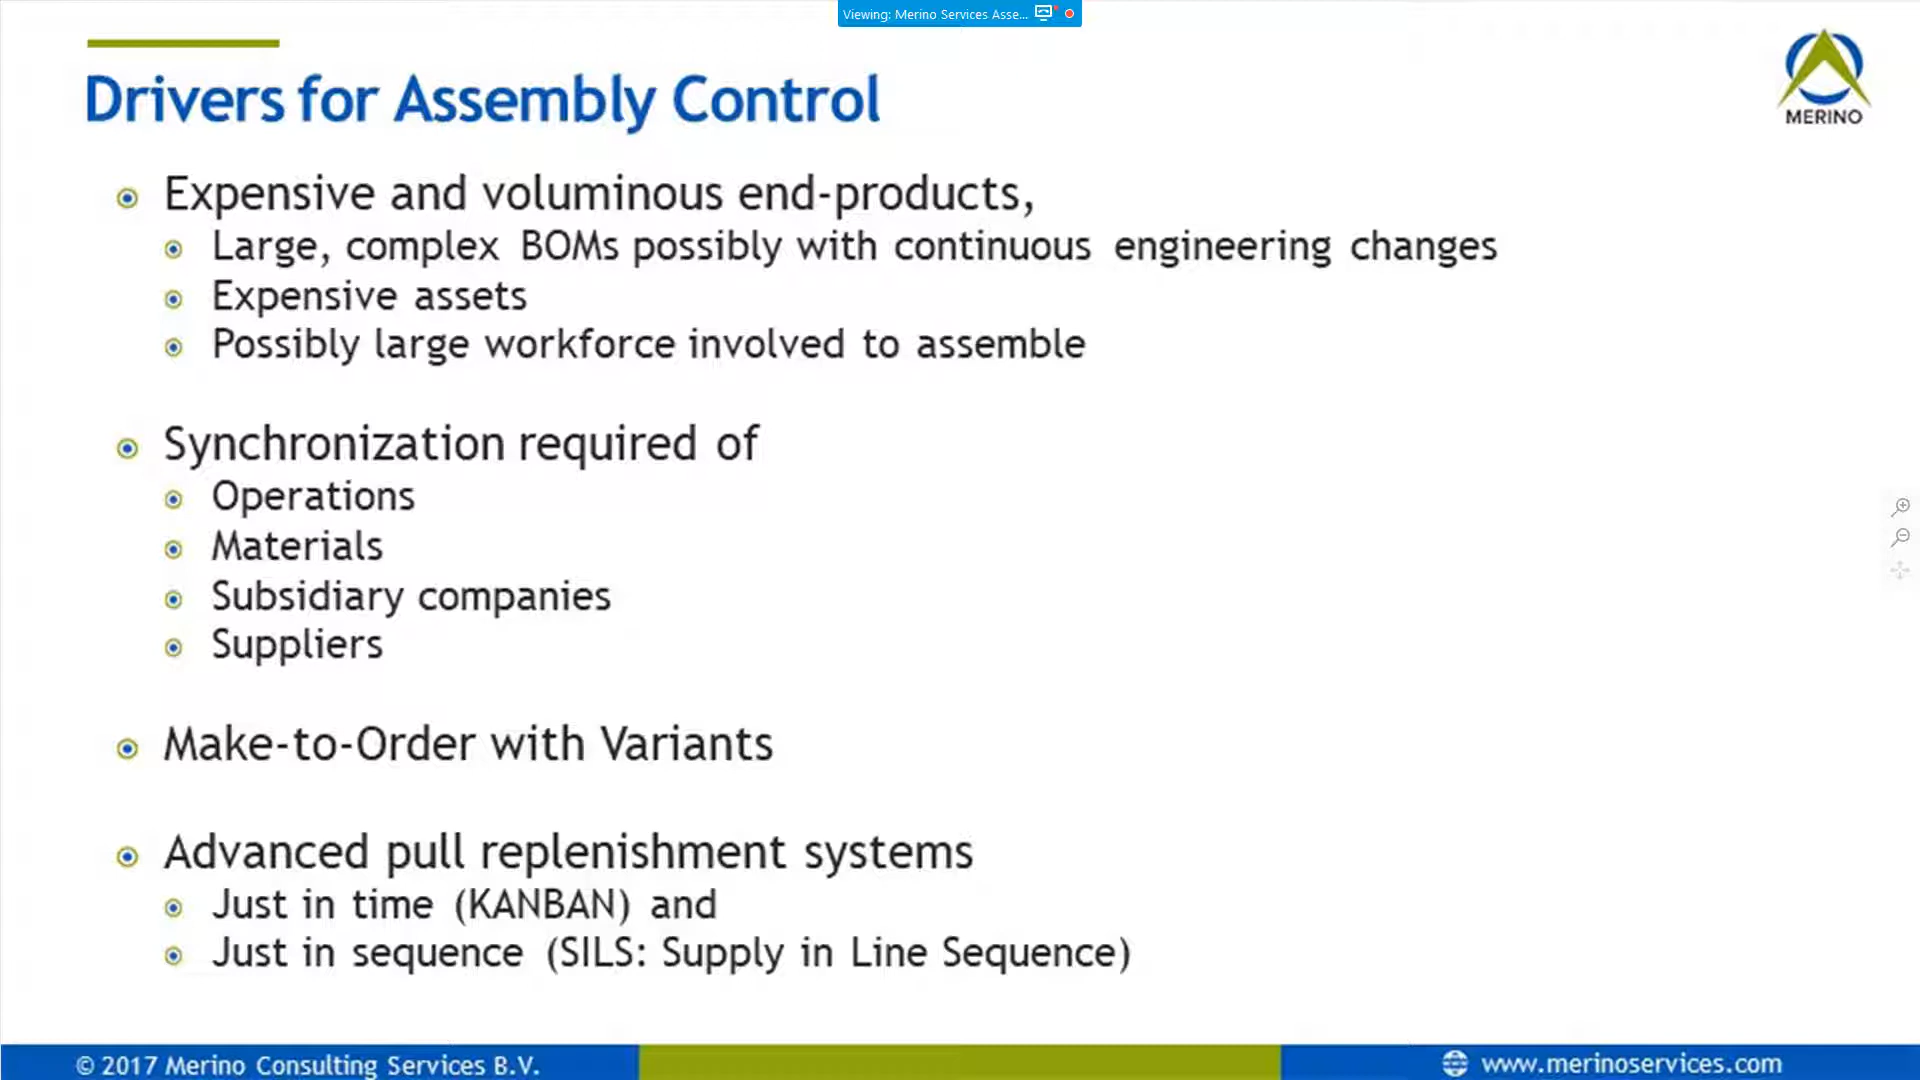 Viewing: Merino Services Asse...
Drivers for Assembly Control
MERINO
Expensive and voluminous end-products,
Large, complex BOMs possibly with continuous engineering changes
Expensive assets
Possibly large workforce involved to assemble
Synchronization required of
Operations
Materials
Subsidiary companies
Suppliers
Make-to-Order with Variants
Advanced pull replenishment systems
Just in time (KANBAN) and
Just in sequence (SILS: Supply in Line Sequence)
© 2017 Merino Consulting Services B.V.
www.merinoservices.com